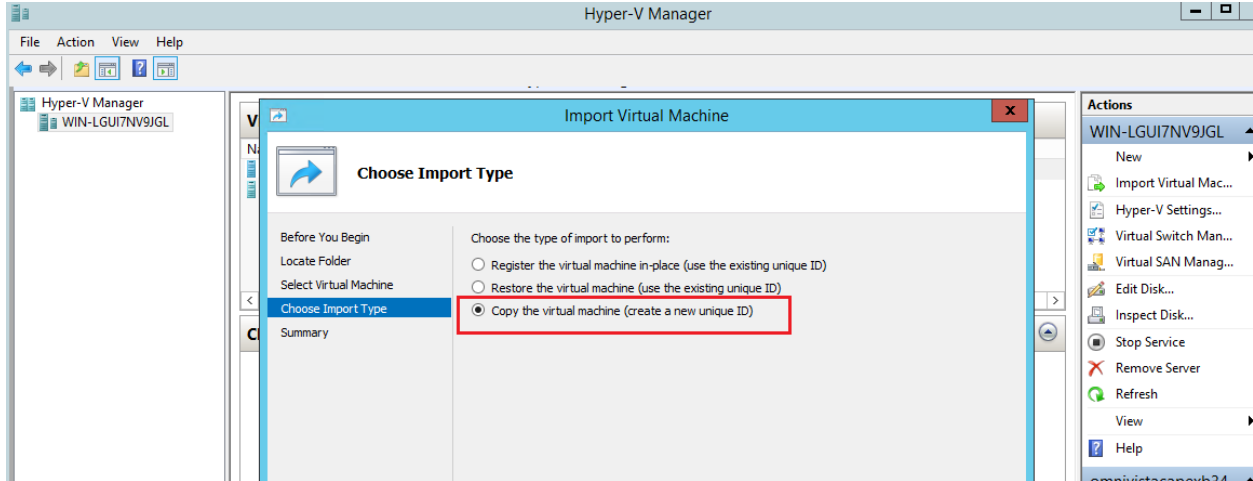 Hyper-V Manager
File Action View Help
Hyper-V Manager
WIN-LGUI7NV9JGL
Import Virtual Machine
x
Choose Import Type
Before You Begin
Locate Folder
Select Virtual Machine
Choose Import Type
Summary
Choose the type of import to perform:
Register the virtual machine in-place (use the existing unique ID)
Restore the virtual machine (use the existing unique ID)
Copy the virtual machine (create a new unique ID)
Actions
WIN-LGUI7NV9JGL
New
Import Virtual Mac...
Hyper-V Settings...
Virtual Switch Man...
Virtual SAN Manag...
Edit Disk...
Inspect Disk...
Stop Service
Remove Server
Refresh
View
Help